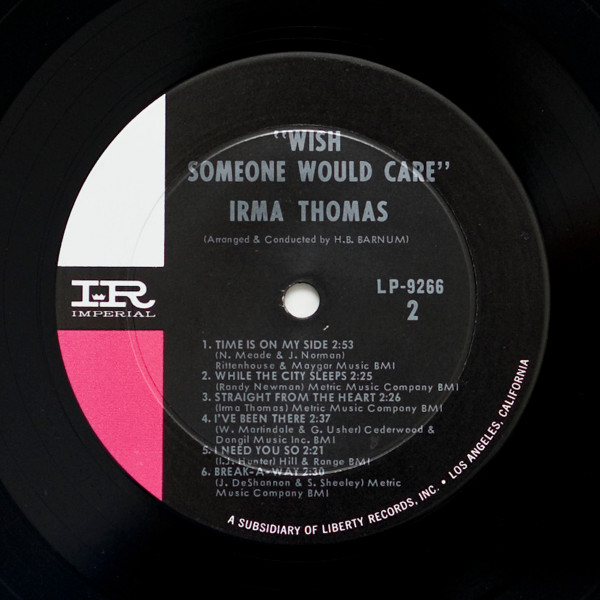 "WISH
SOMEONE WOULD CARE"
IRMA THOMAS
(Arranged & Conducted by H.B. BARNUM)
IR
IMPERIAL
LP-9266
2
1. TIME IS ON MY SIDE 2:53
(N. Meade & J. Norman)
Rittenhouse & Maygar Music BMI
2. WHILE THE CITY SLEEPS 2:25
(Randy Newman) Metric Music Company BMI
3. STRAIGHT FROM THE HEART 2:26
(Irma Thomas) Metric Music Company BMI
4. I'VE BEEN THERE 2:37
(W. Martindale & G. Usher) Cederwood &
Dangil Music Inc. BMI
5. I NEED YOU SO 2:21
(I.J. Hunter) Hill & Range BMI
6. BREAK-A-WAY 2:30
(J. DeShannon & S. Sheeley) Metric
Music Company BMI
A SUBSIDIARY OF LIBERTY RECORDS, INC. • LOS ANGELES, CALIFORNIA